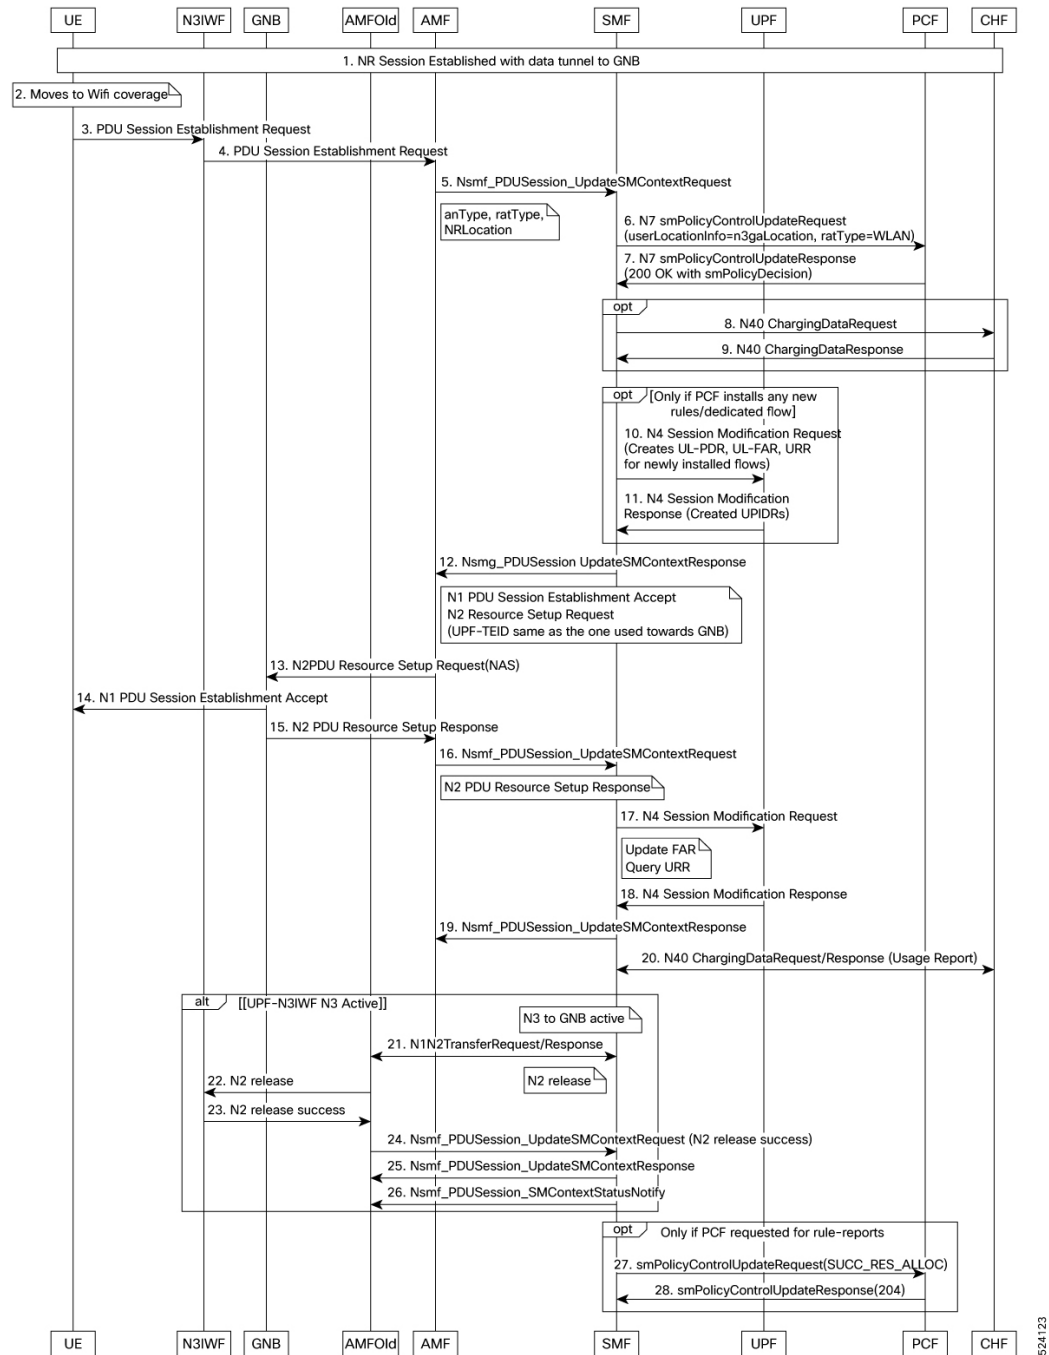 UE N3IWF GNB AMFOld AMF SMF UPF PCF CHF
1. NR Session Established with data tunnel to GNB
2. Moves to Wifi coverage
3. PDU Session Establishment Request
4. PDU Session Establishment Request
5. Nsmf_PDUSession_UpdateSMContextRequest
anType, ratType,
NRLocation
6. N7 smPolicyControlUpdateRequest
(userLocationInfo=n3gaLocation, ratType=WLAN)
7. N7 smPolicyControlUpdateResponse
(200 OK with smPolicyDecision)
opt
8. N40 ChargingDataRequest
9. N40 ChargingDataResponse
opt [Only if PCF installs any new
rules/dedicated flow]
10. N4 Session Modification Request
(Creates UL-PDR, UL-FAR, URR
for newly installed flows)
11. N4 Session Modification
Response (Created UPIDRs)
12. Nsmg_PDUSession UpdateSMContextResponse
N1 PDU Session Establishment Accept
N2 Resource Setup Request
(UPF-TEID same as the one used towards GNB)
13. N2PDU Resource Setup Request(NAS)
14. N1 PDU Session Establishment Accept
15. N2 PDU Resource Setup Response
16. Nsmf_PDUSession_UpdateSMContextRequest
N2 PDU Resource Setup Response
17. N4 Session Modification Request
Update FAR
Query URR
18. N4 Session Modification Response
19. Nsmf_PDUSession_UpdateSMContextResponse
20. N40 ChargingDataRequest/Response (Usage Report)
alt [[UPF-N3IWF N3 Active]]
N3 to GNB active
21. N1N2TransferRequest/Response
N2 release
22. N2 release
23. N2 release success
24. Nsmf_PDUSession_UpdateSMContextRequest (N2 release success)
25. Nsmf_PDUSession_UpdateSMContextResponse
26. Nsmf_PDUSession_SMContextStatusNotify
opt Only if PCF requested for rule-reports
27. smPolicyControlUpdateRequest(SUCC_RES_ALLOC)
28. smPolicyControlUpdateResponse(204)
UE N3IWF GNB AMFOld AMF SMF UPF PCF CHF
524123